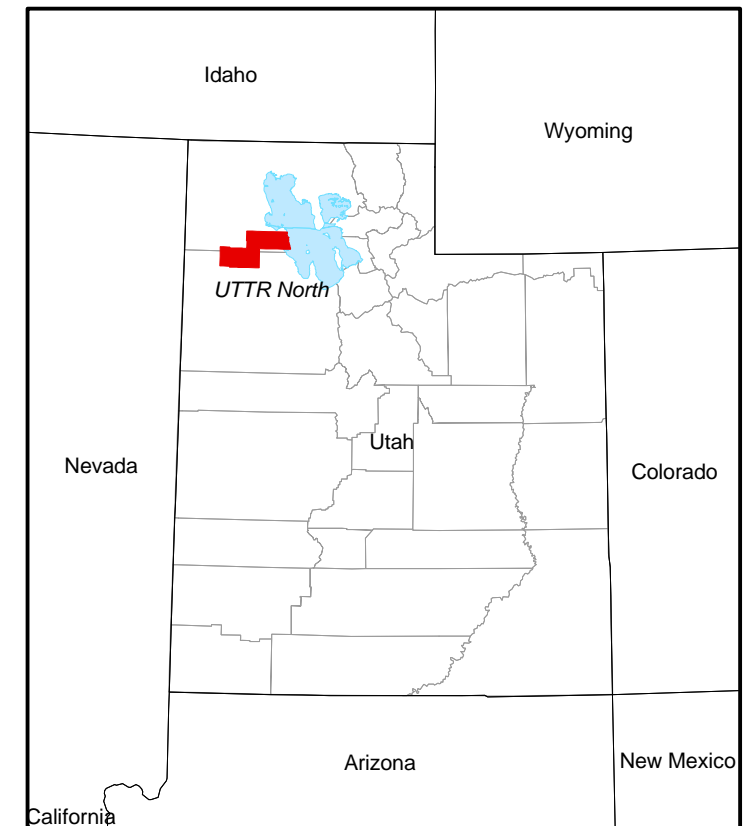 Idaho
Wyoming
UTTR North
Utah
Nevada
Colorado
Arizona
New Mexico
California